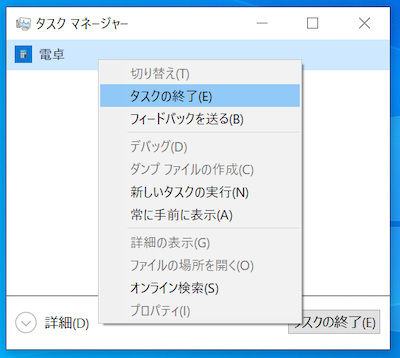 タスク マネージャー
電卓
切り替え(T)
タスクの終了(E)
フィードバックを送る(B)
デバッグ(D)
ダンプ ファイルの作成(C)
新しいタスクの実行(N)
常に手前に表示(A)
詳細の表示(G)
ファイルの場所を開く(O)
オンライン検索(S)
プロパティ(I)
詳細(D)
タスクの終了(E)